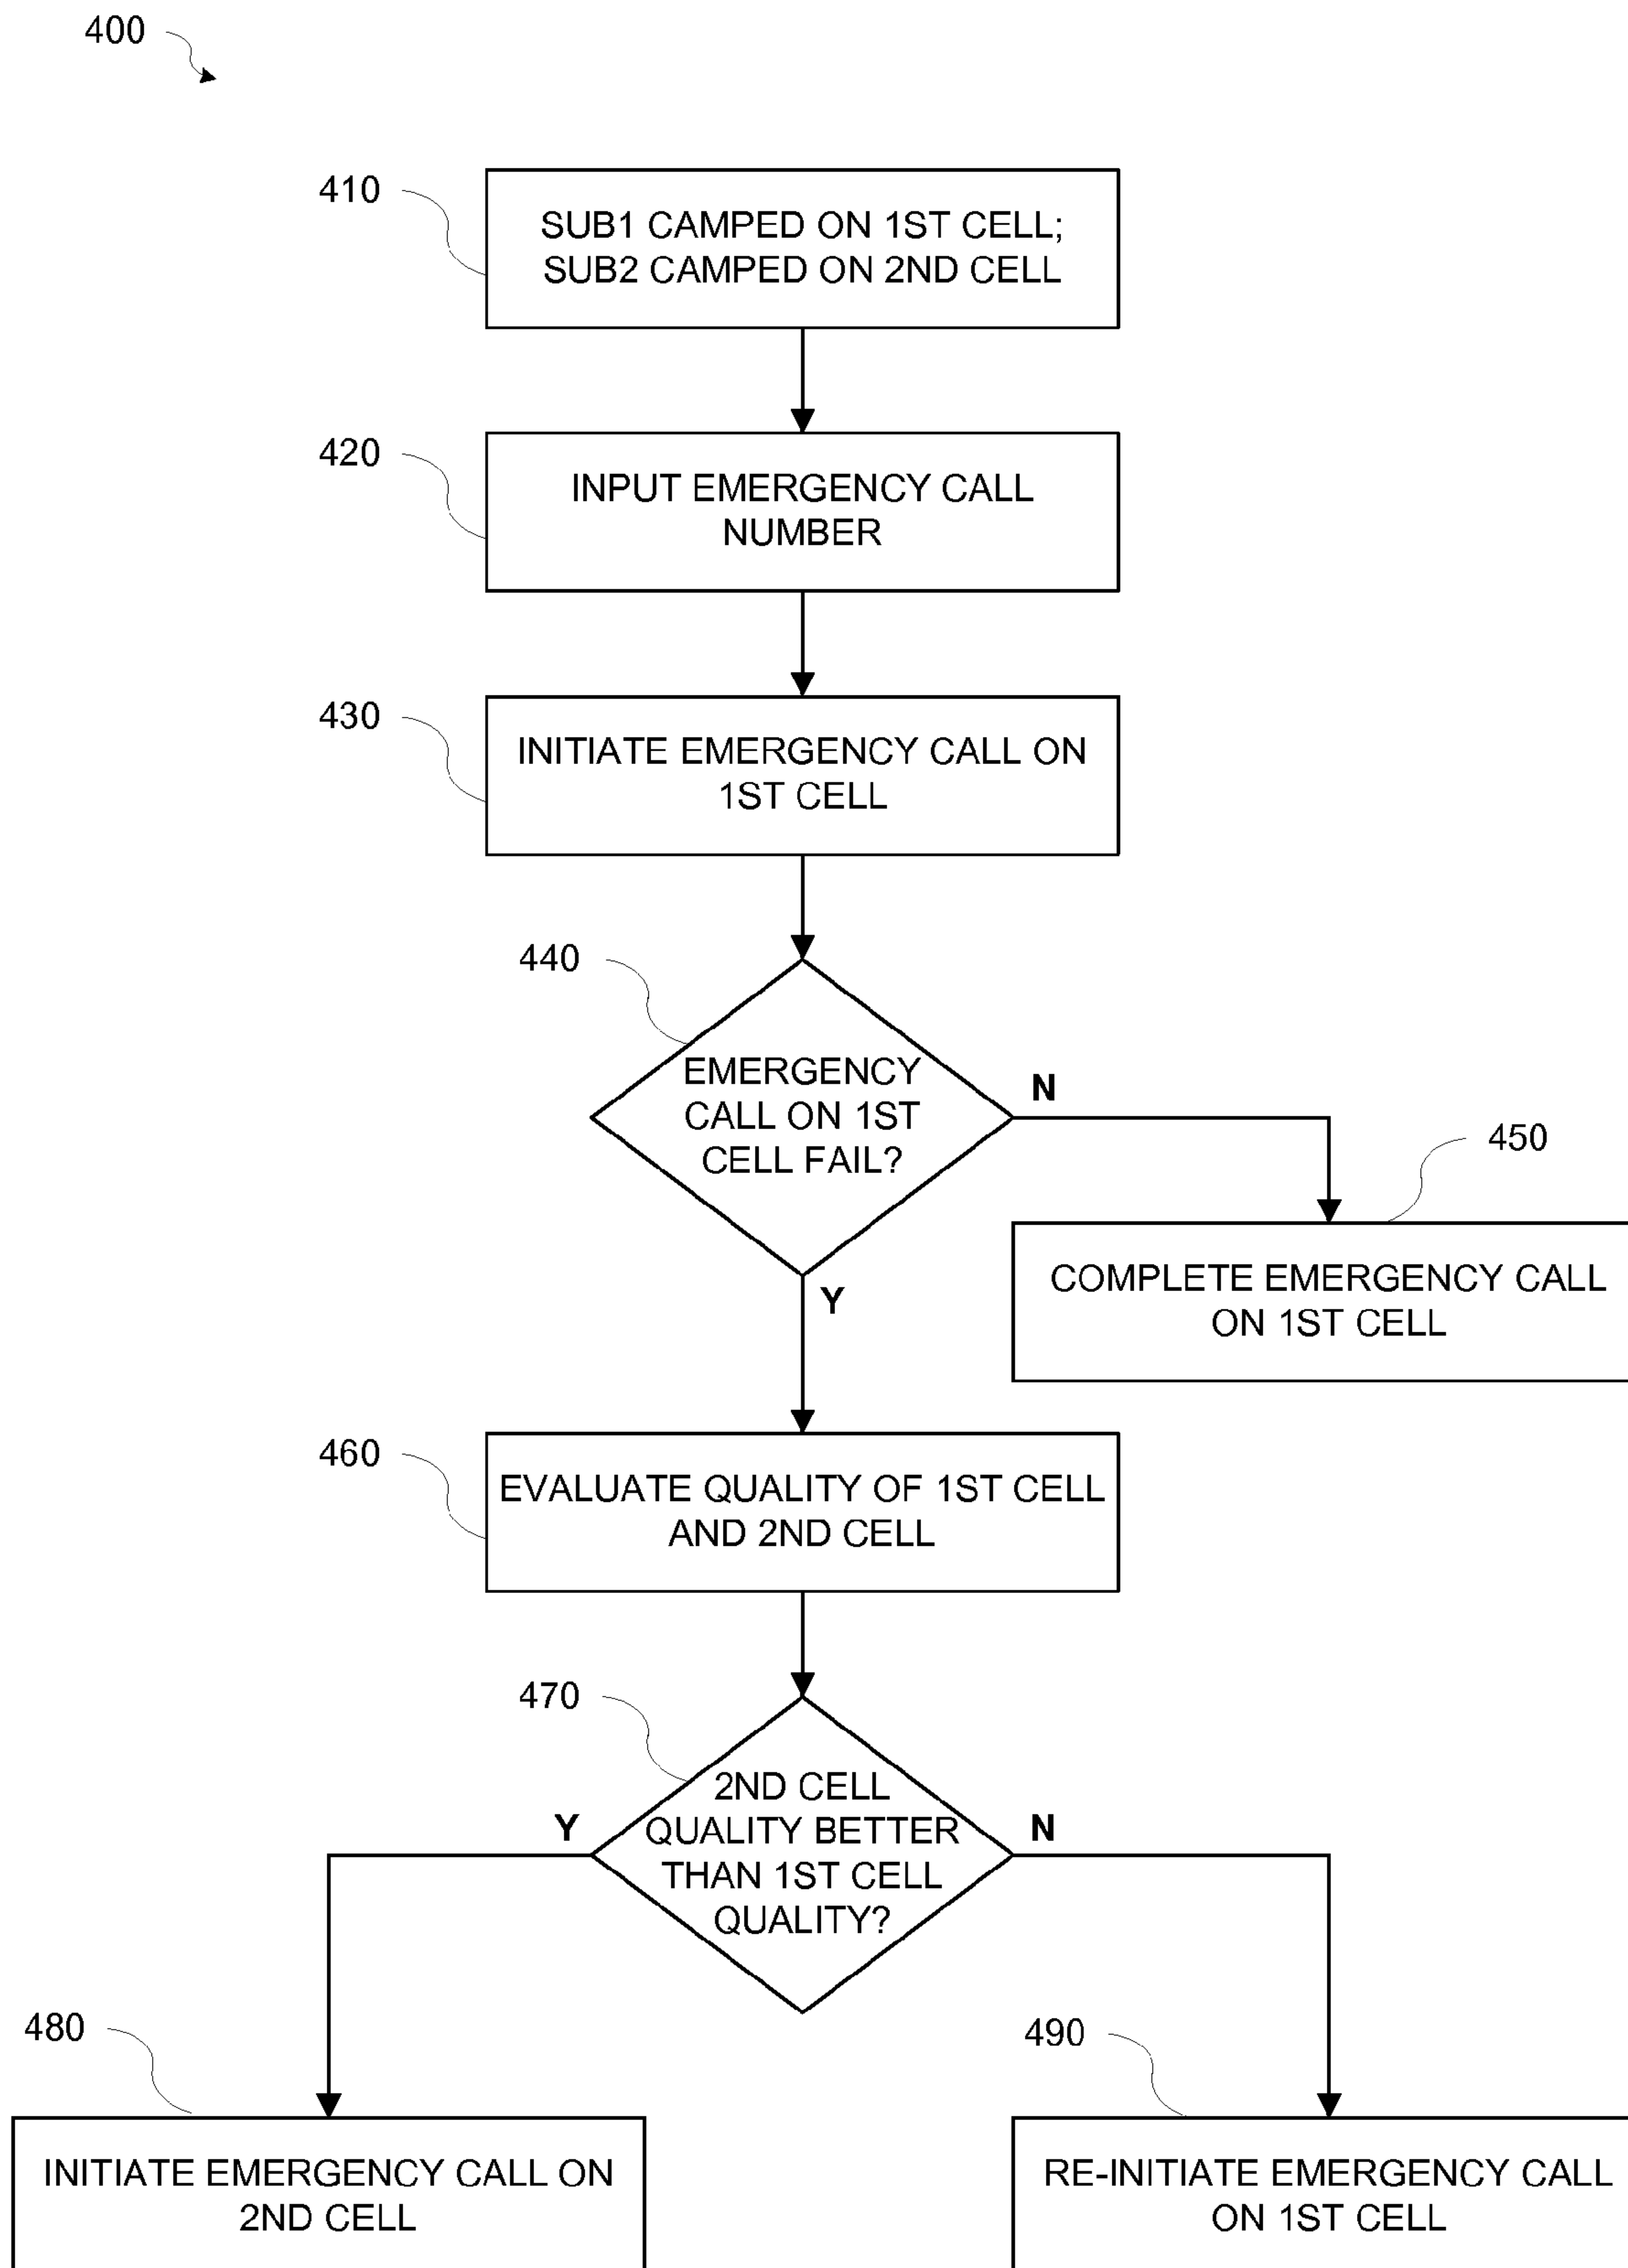 400
410
SUB1 CAMPED ON 1ST CELL;
SUB2 CAMPED ON 2ND CELL
420
INPUT EMERGENCY CALL
NUMBER
430
INITIATE EMERGENCY CALL ON
1ST CELL
440
EMERGENCY
CALL ON 1ST
CELL FAIL?
N
450
COMPLETE EMERGENCY CALL
ON 1ST CELL
Y
460
EVALUATE QUALITY OF 1ST CELL
AND 2ND CELL
470
2ND CELL
QUALITY BETTER
THAN 1ST CELL
QUALITY?
Y
N
480
INITIATE EMERGENCY CALL ON
2ND CELL
490
RE-INITIATE EMERGENCY CALL
ON 1ST CELL